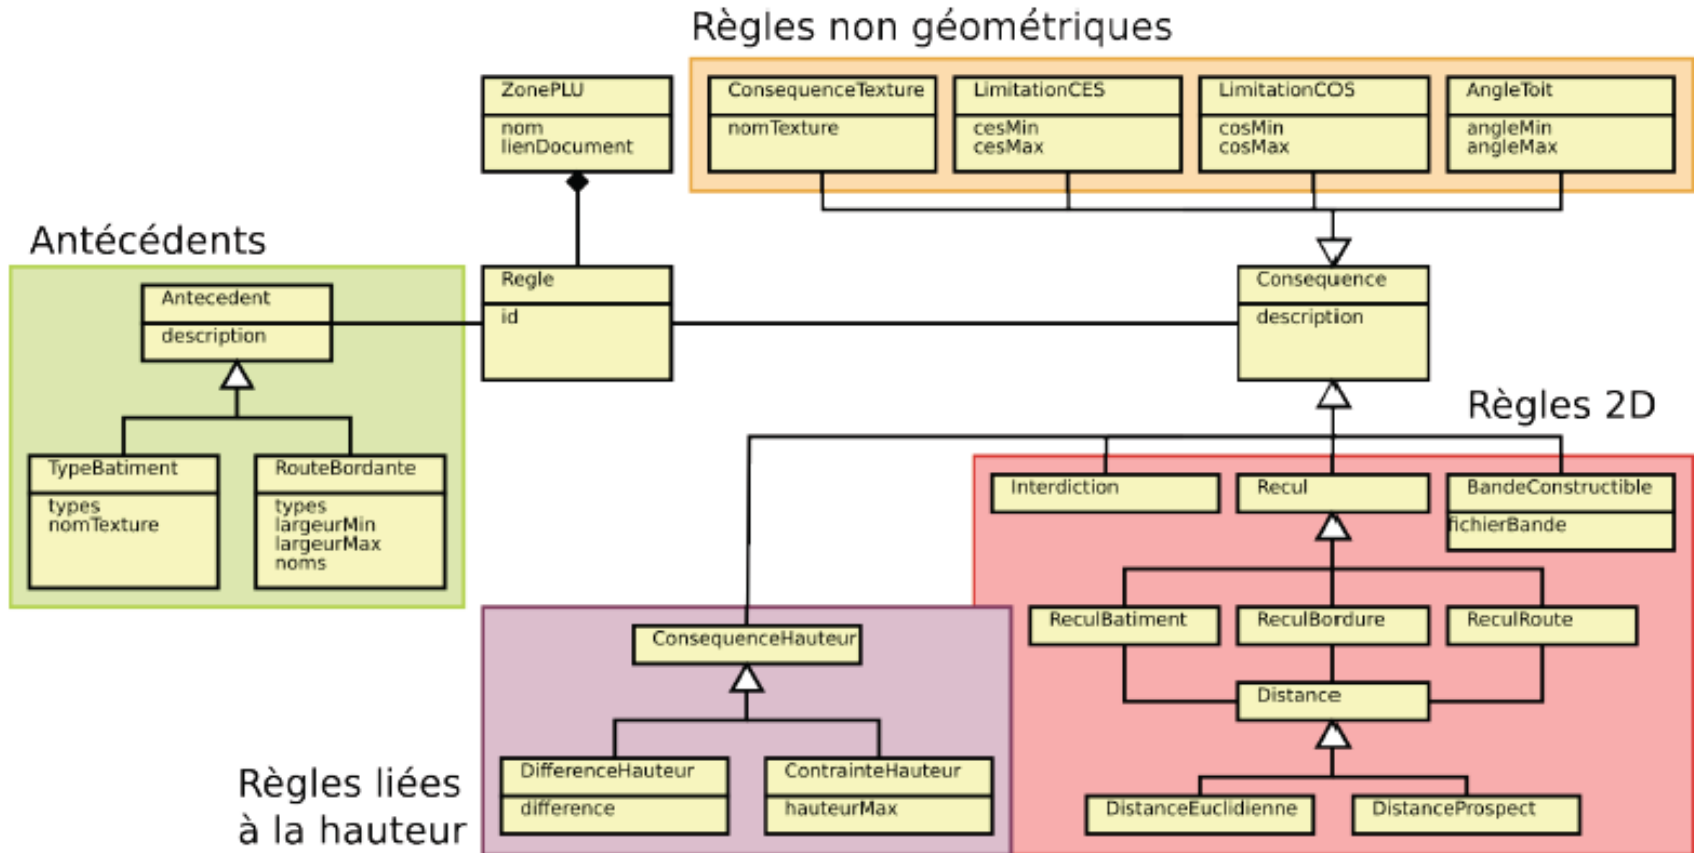 Règles non géométriques
ZonePLU
nom
lienDocument
ConsequenceTexture
nomTexture
LimitationCES
cesMin
cesMax
LimitationCOS
cosMin
cosMax
AngleToit
angleMin
angleMax
Antécédents
Antecedent
description
Regle
id
Consequence
description
TypeBatiment
types
nomTexture
RouteBordante
types
largeurMin
largeurMax
noms
Règles 2D
Interdiction
Recul
BandeConstructible
fichierBande
ReculBatiment
ReculBordure
ReculRoute
Distance
DistanceEuclidienne
DistanceProspect
ConsequenceHauteur
DifferenceHauteur
difference
ContrainteHauteur
hauteurMax
Règles liées
à la hauteur